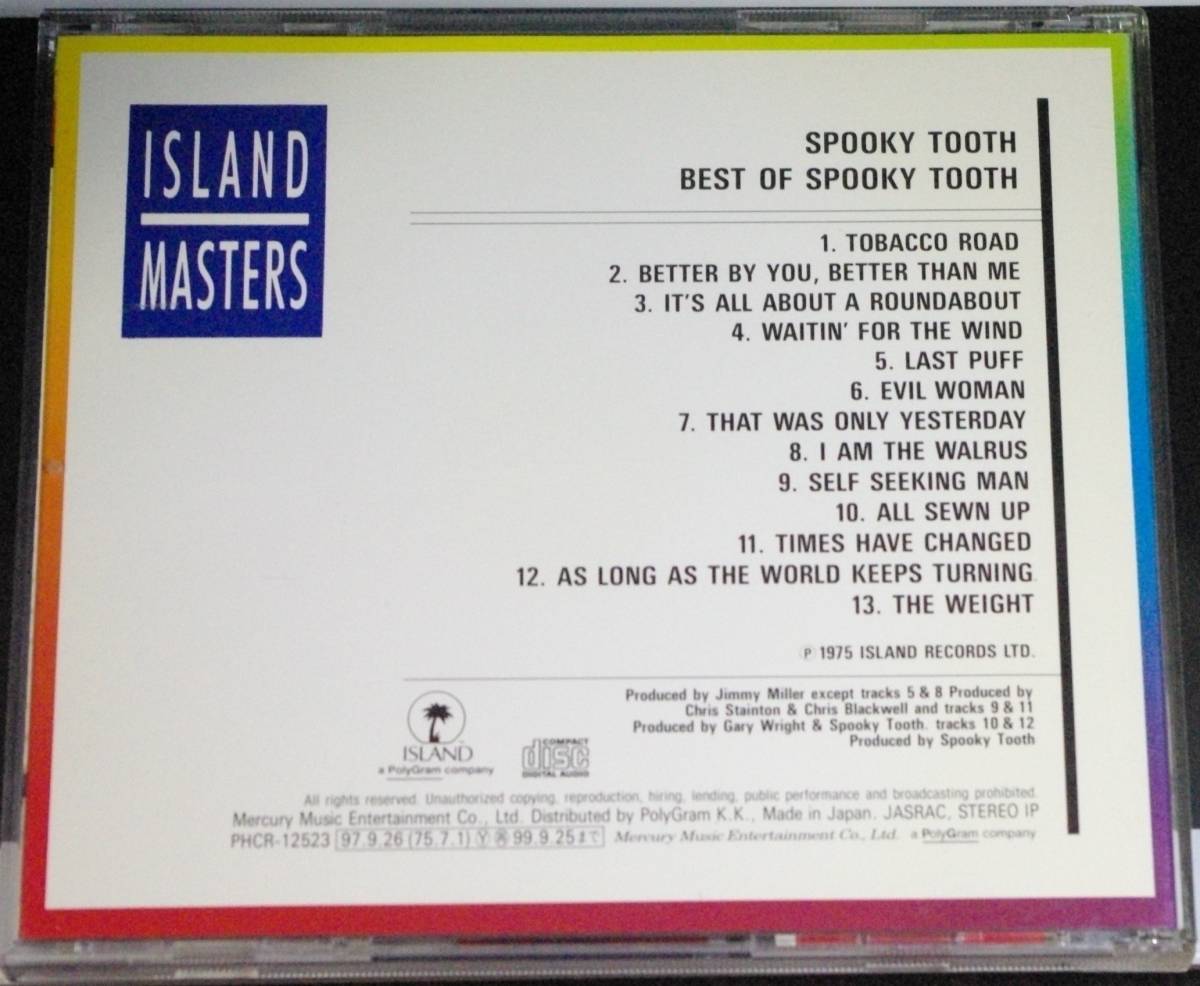 ISLAND
MASTERS
SPOOKY TOOTH
BEST OF SPOOKY TOOTH
1. TOBACCO ROAD
2. BETTER BY YOU, BETTER THAN ME
3. IT'S ALL ABOUT A ROUNDABOUT
4. WAITIN' FOR THE WIND
5. LAST PUFF
6. EVIL WOMAN
7. THAT WAS ONLY YESTERDAY
8. I AM THE WALRUS
9. SELF SEEKING MAN
10. ALL SEWN UP
11. TIMES HAVE CHANGED
12. AS LONG AS THE WORLD KEEPS TURNING
13. THE WEIGHT
Ⓟ 1975 ISLAND RECORDS LTD.
Produced by Jimmy Miller except tracks 5 & 8 Produced by
Chris Stainton & Chris Blackwell and tracks 9 & 11
Produced by Gary Wright & Spooky Tooth. tracks 10 & 12
Produced by Spooky Tooth
ISLAND
a PolyGram company
COMPACT
disc
DIGITAL AUDIO
All rights reserved. Unauthorized copying, reproduction, hiring, lending, public performance and broadcasting prohibited.
Mercury Music Entertainment Co., Ltd. Distributed by PolyGram K.K., Made in Japan. JASRAC, STEREO IP
PHCR-12523 97.9.26 (75.7.1) Ⓨ 99.9.25まで Mercury Music Entertainment Co., Ltd. a PolyGram company